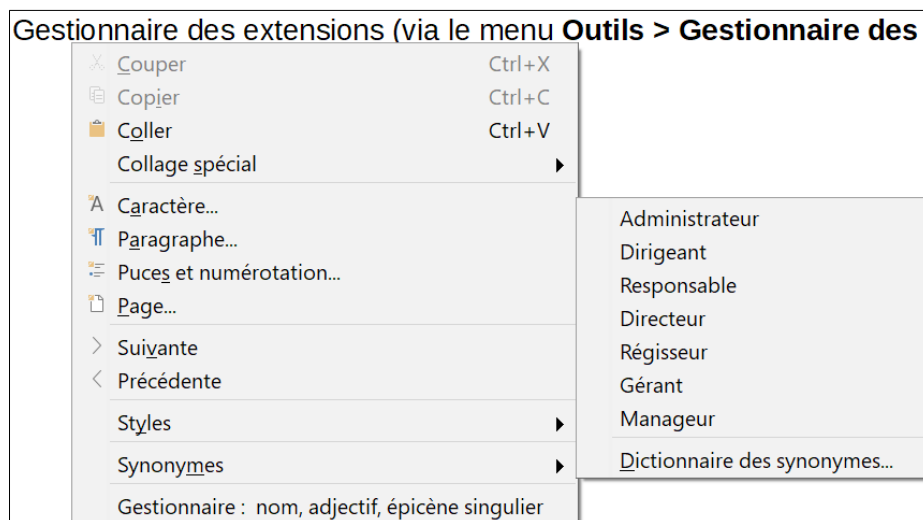 Gestionnaire des extensions (via le menu Outils > Gestionnaire des
Couper Ctrl+X
Copier Ctrl+C
Coller Ctrl+V
Collage spécial
Caractère...
Paragraphe...
Puces et numérotation...
Page...
Suivante
Précédente
Styles
Synonymes
Gestionnaire : nom, adjectif, épicène singulier
Administrateur
Dirigeant
Responsable
Directeur
Régisseur
Gérant
Manageur
Dictionnaire des synonymes...